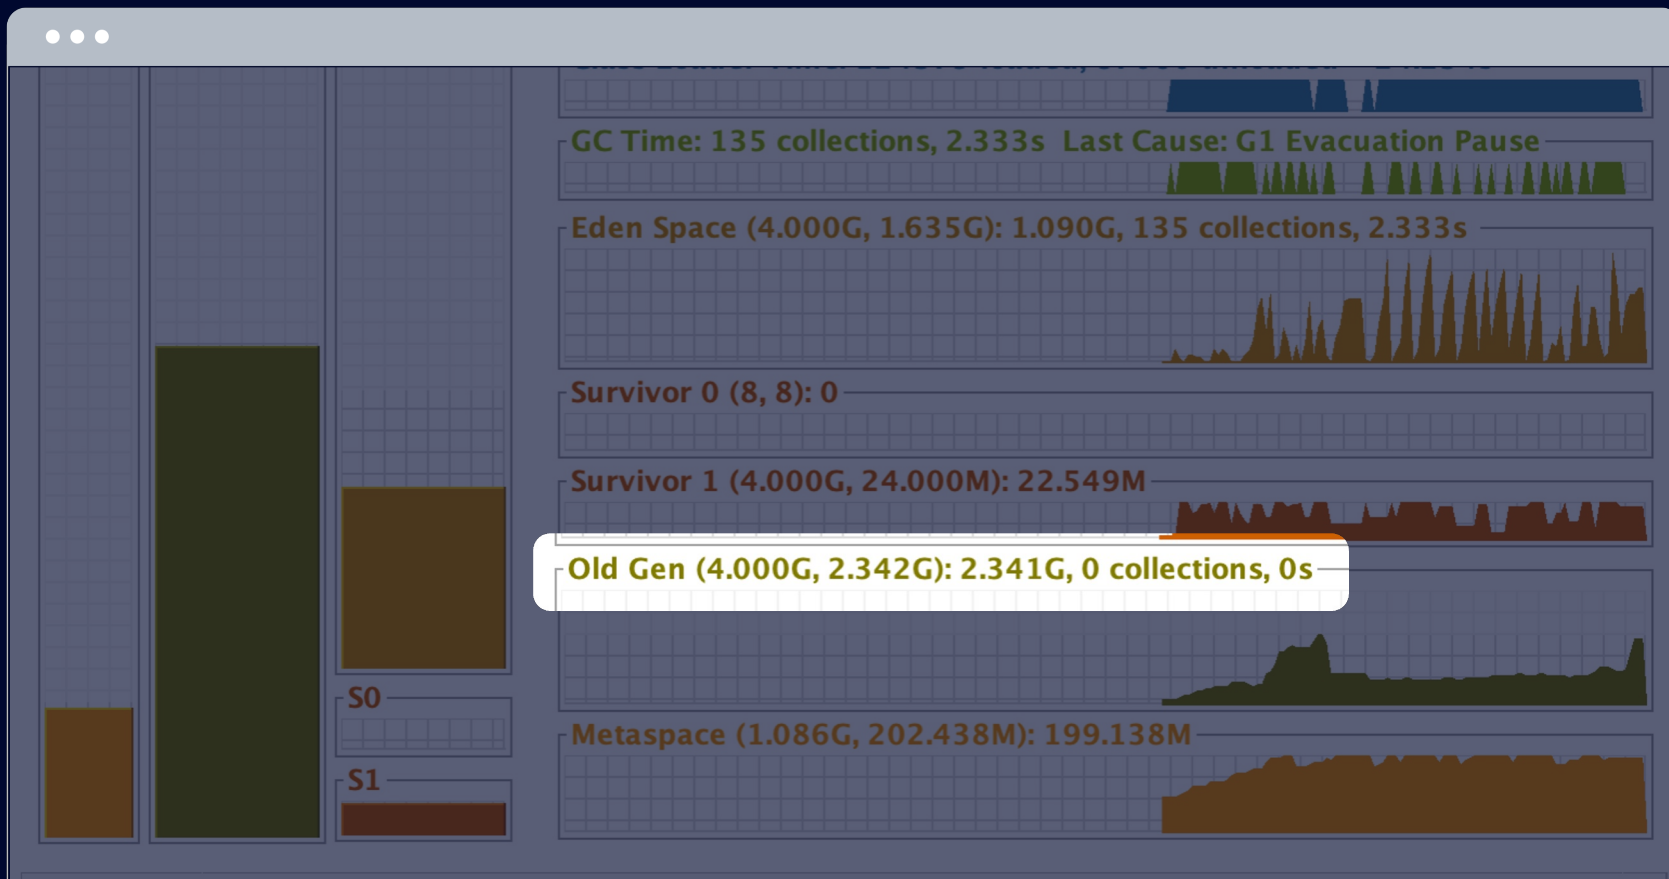 GC Time: 135 collections, 2.333s Last Cause: G1 Evacuation Pause
Eden Space (4.000G, 1.635G): 1.090G, 135 collections, 2.333s
Survivor 0 (8, 8): 0
Survivor 1 (4.000G, 24.000M): 22.549M
Old Gen (4.000G, 2.342G): 2.341G, 0 collections, 0s
S0
Metaspace (1.086G, 202.438M): 199.138M
S1